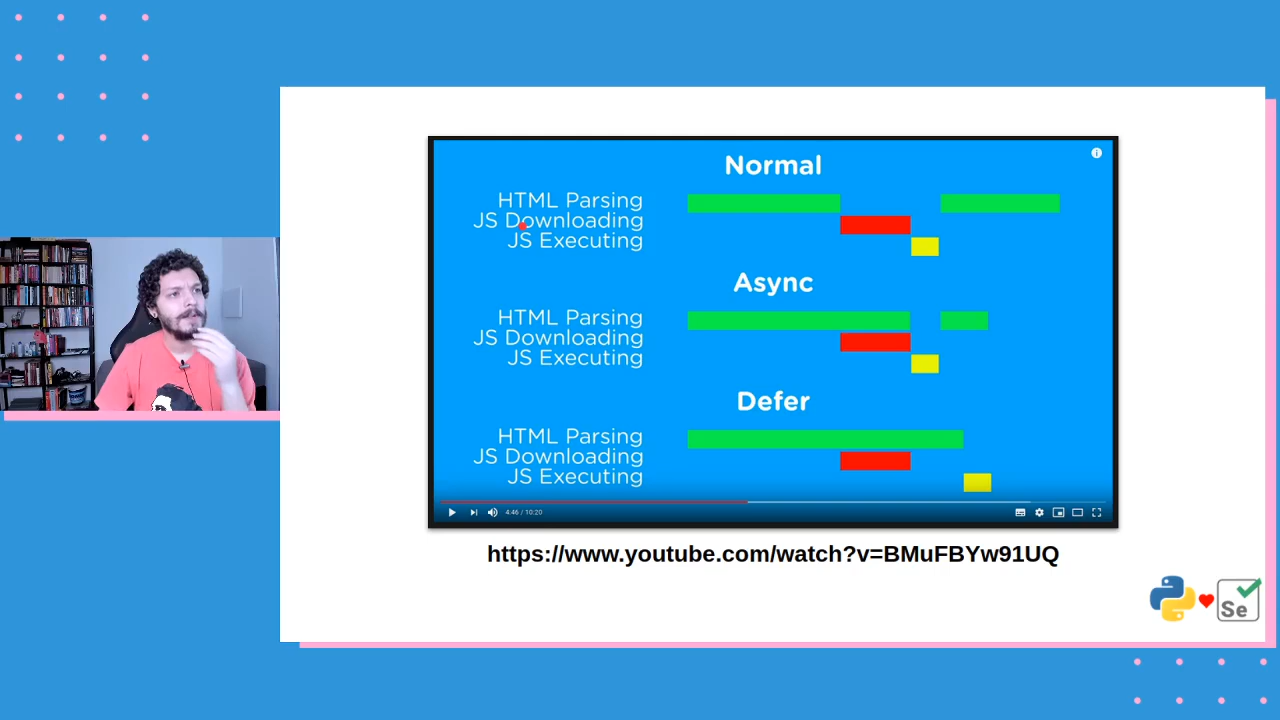 Normal
HTML Parsing
JS Downloading
JS Executing
Async
HTML Parsing
JS Downloading
JS Executing
Defer
HTML Parsing
JS Downloading
JS Executing
4:46 / 10:20
https://www.youtube.com/watch?v=BMuFBYw91UQ
Se